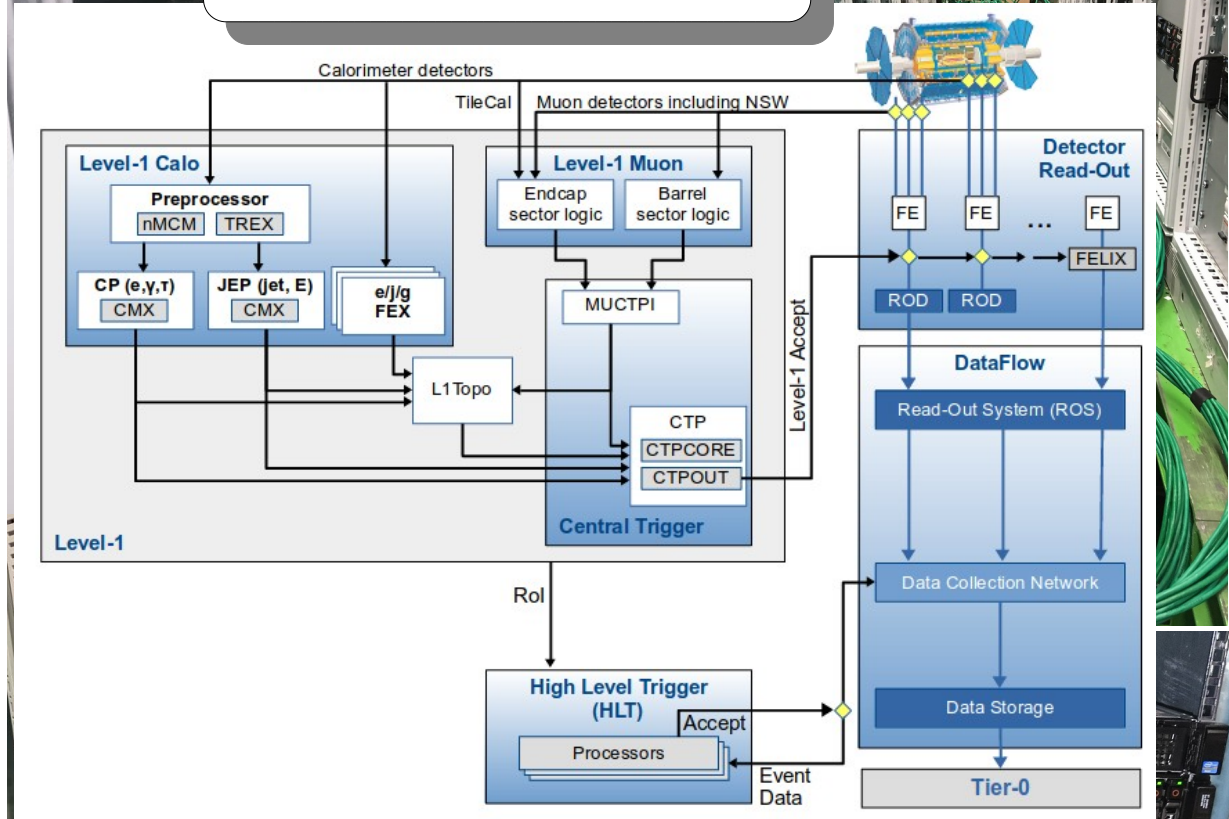 Calorimeter detectors
TileCal
Muon detectors including NSW
Level-1 Calo
Preprocessor
nMCM
TREX
CP (e,γ,τ)
CMX
JEP (jet, E)
CMX
e/j/g
FEX
Level-1 Muon
Endcap
sector logic
Barrel
sector logic
MUCTPI
L1Topo
CTP
CTPCORE
CTPOUT
Central Trigger
Level-1
Level-1 Accept
Detector
Read-Out
FE
FE
...
FE
FELIX
ROD
ROD
DataFlow
Read-Out System (ROS)
Data Collection Network
Data Storage
Tier-0
RoI
High Level Trigger
(HLT)
Accept
Processors
Event
Data